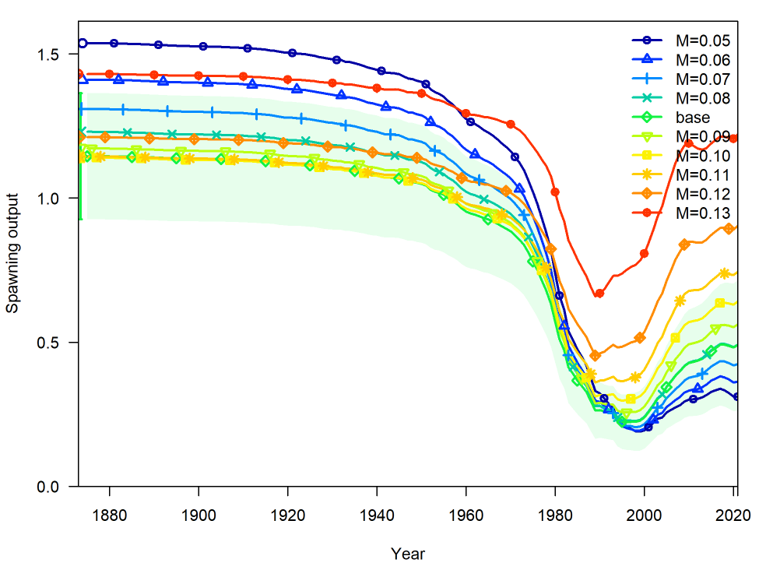 1.5
1.0
0.5
0.0
Spawning output
M=0.05
M=0.06
M=0.07
M=0.08
base
M=0.09
M=0.10
M=0.11
M=0.12
M=0.13
1880 1900 1920 1940 1960 1980 2000 2020
Year